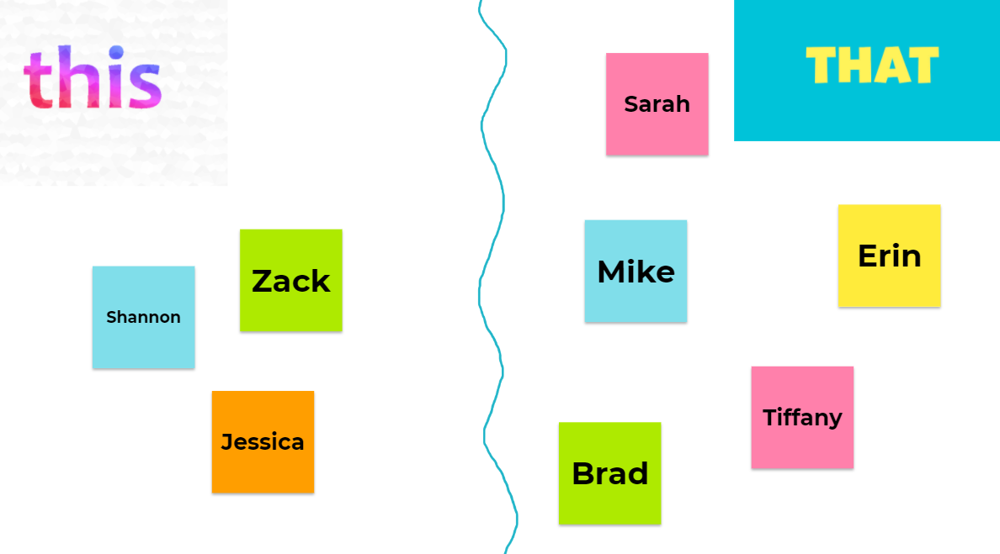 this
THAT
Sarah
Zack
Shannon
Jessica
Mike
Erin
Tiffany
Brad